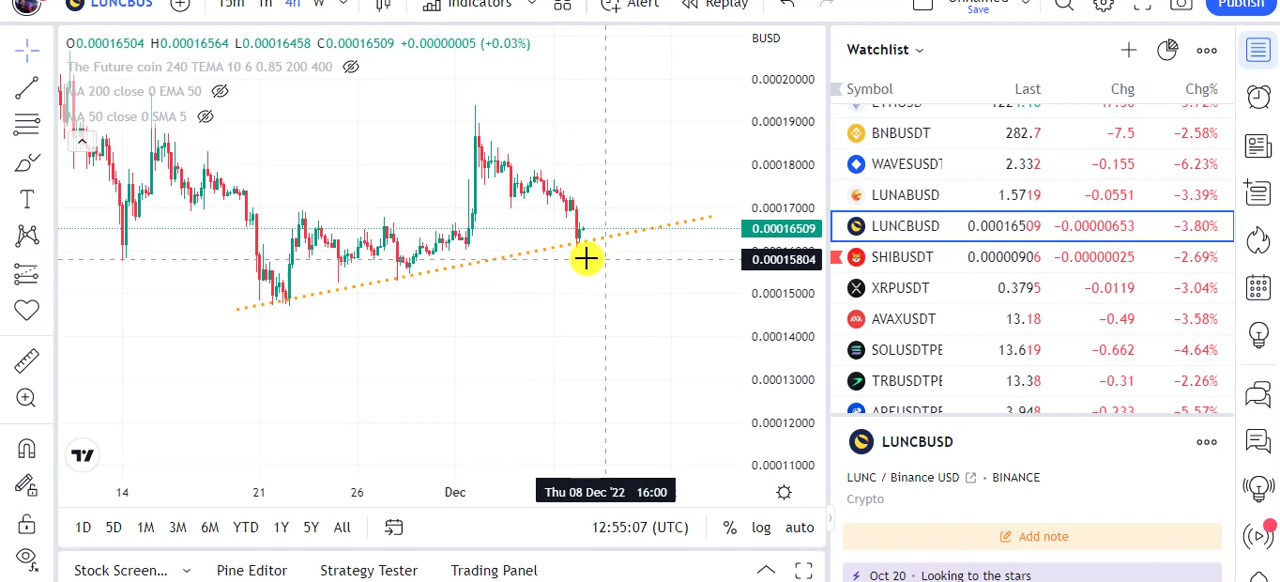 LUNCBUS 15m 1h 4h W Indicators Alert Replay Unnamed Save Publish
O0.00016504 H0.00016564 L0.00016458 C0.00016509 +0.00000005 (+0.03%)
The Future coin 240 TEMA 10 6 0.85 200 400
MA 200 close 0 EMA 50
MA 50 close 0 SMA 5
BUSD
0.00020000
0.00019000
0.00018000
0.00017000
0.00016509
0.00015804
0.00015000
0.00014000
0.00013000
0.00012000
0.00011000
14 21 26 Dec Thu 08 Dec '22 16:00
1D 5D 1M 3M 6M YTD 1Y 5Y All 12:55:07 (UTC) % log auto
Stock Screen... Pine Editor Strategy Tester Trading Panel
Watchlist
Symbol Last Chg Chg%
BNBUSDT 282.7 −7.5 −2.58%
WAVESUSDT 2.332 −0.155 −6.23%
LUNABUSD 1.5719 −0.0551 −3.39%
LUNCBUSD 0.00016509 −0.00000653 −3.80%
SHIBUSDT 0.00000906 −0.00000025 −2.69%
XRPUSDT 0.3795 −0.0119 −3.04%
AVAXUSDT 13.18 −0.49 −3.58%
SOLUSDTPE 13.619 −0.662 −4.64%
TRBUSDTPE 13.38 −0.31 −2.26%
APEUSDTPE 3.948 −0.233 −5.57%
LUNCBUSD
LUNC / Binance USD • BINANCE
Crypto
Add note
Oct 20 • Looking to the stars